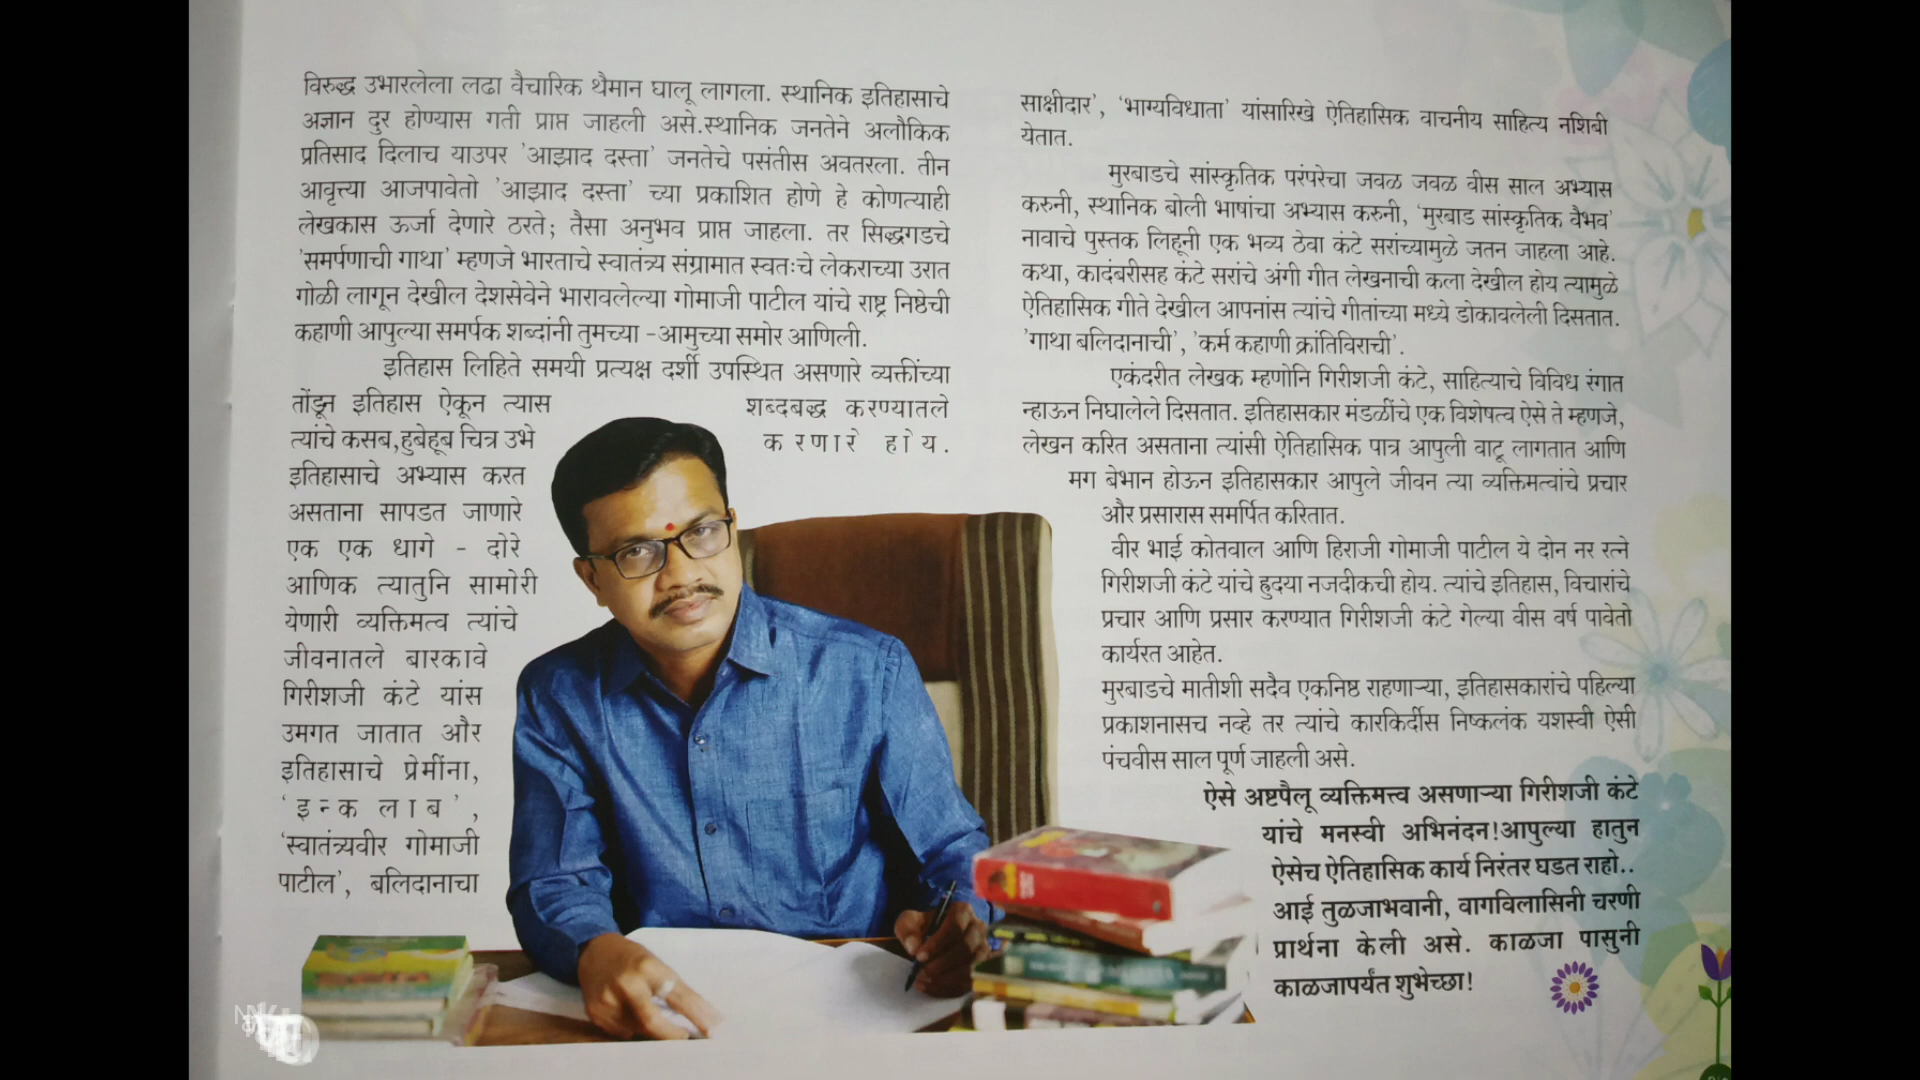 विरुद्ध उभारलेला लढा वैचारिक थैमान घालू लागला. स्थानिक इतिहासाचे
अज्ञान दुर होण्यास गती प्राप्त जाहली असे.स्थानिक जनतेने अलौकिक
प्रतिसाद दिलाच याउपर 'आझाद दस्ता' जनतेचे पसंतीस अवतरला. तीन
आवृत्त्या आजपावेतो 'आझाद दस्ता' च्या प्रकाशित होणे हे कोणत्याही
लेखकास ऊर्जा देणारे ठरते; तैसा अनुभव प्राप्त जाहला. तर सिद्धगडचे
'समर्पणाची गाथा' म्हणजे भारताचे स्वातंत्र्य संग्रामात स्वतःचे लेकराच्या उरात
गोळी लागून देखील देशसेवेने भारावलेल्या गोमाजी पाटील यांचे राष्ट्र निष्ठेची
कहाणी आपुल्या समर्पक शब्दांनी तुमच्या -आमुच्या समोर आणिली.
इतिहास लिहिते समयी प्रत्यक्ष दर्शी उपस्थित असणारे व्यक्तींच्या
तोंडून इतिहास ऐकून त्यास शब्दबद्ध करण्यातले
त्यांचे कसब,हुबेहूब चित्र उभे करणारे होय.
इतिहासाचे अभ्यास करत
असताना सापडत जाणारे
एक एक धागे - दोरे
आणिक त्यातुनि सामोरी
येणारी व्यक्तिमत्व त्यांचे
जीवनातले बारकावे
गिरीशजी कंटे यांस
उमगत जातात और
इतिहासाचे प्रेमींना,
'इन्कलाब',
'स्वातंत्र्यवीर गोमाजी
पाटील', बलिदानाचा
साक्षीदार', 'भाग्यविधाता' यांसारिखे ऐतिहासिक वाचनीय साहित्य नशिबी
येतात.
मुरबाडचे सांस्कृतिक परंपरेचा जवळ जवळ वीस साल अभ्यास
करुनी, स्थानिक बोली भाषांचा अभ्यास करुनी, 'मुरबाड सांस्कृतिक वैभव'
नावाचे पुस्तक लिहूनी एक भव्य ठेवा कंटे सरांच्यामुळे जतन जाहला आहे.
कथा, कादंबरीसह कंटे सरांचे अंगी गीत लेखनाची कला देखील होय त्यामुळे
ऐतिहासिक गीते देखील आपनांस त्यांचे गीतांच्या मध्ये डोकावलेली दिसतात.
'गाथा बलिदानाची', 'कर्म कहाणी क्रांतिविराची'.
एकंदरीत लेखक म्हणोनि गिरीशजी कंटे, साहित्याचे विविध रंगात
न्हाऊन निघालेले दिसतात. इतिहासकार मंडळींचे एक विशेषत्व ऐसे ते म्हणजे,
लेखन करित असताना त्यांसी ऐतिहासिक पात्र आपुली वाटू लागतात आणि
मग बेभान होऊन इतिहासकार आपुले जीवन त्या व्यक्तिमत्वांचे प्रचार
और प्रसारास समर्पित करितात.
वीर भाई कोतवाल आणि हिराजी गोमाजी पाटील ये दोन नर रत्ने
गिरीशजी कंटे यांचे ह्रुदया नजदीकची होय. त्यांचे इतिहास, विचारांचे
प्रचार आणि प्रसार करण्यात गिरीशजी कंटे गेल्या वीस वर्ष पावेतो
कार्यरत आहेत.
मुरबाडचे मातीशी सदैव एकनिष्ठ राहणाऱ्या, इतिहासकारांचे पहिल्या
प्रकाशनासच नव्हे तर त्यांचे कारकिर्दीस निष्कलंक यशस्वी ऐसी
पंचवीस साल पूर्ण जाहली असे.
ऐसे अष्टपैलू व्यक्तिमत्त्व असणाऱ्या गिरीशजी कंटे
यांचे मनस्वी अभिनंदन!आपुल्या हातुन
ऐसेच ऐतिहासिक कार्य निरंतर घडत राहो..
आई तुळजाभवानी, वागविलासिनी चरणी
प्रार्थना केली असे. काळजा पासुनी
काळजापर्यंत शुभेच्छा!